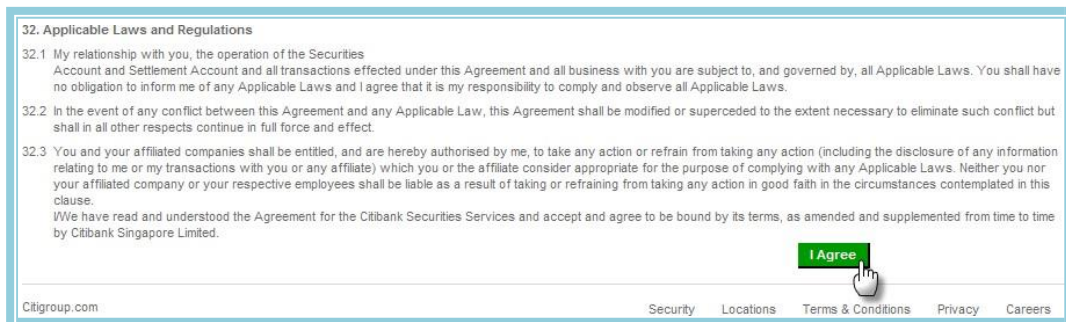 32. Applicable Laws and Regulations
32.1 My relationship with you, the operation of the Securities
Account and Settlement Account and all transactions effected under this Agreement and all business with you are subject to, and governed by, all Applicable Laws. You shall have
no obligation to inform me of any Applicable Laws and I agree that it is my responsibility to comply and observe all Applicable Laws.
32.2 In the event of any conflict between this Agreement and any Applicable Law, this Agreement shall be modified or superceded to the extent necessary to eliminate such conflict but
shall in all other respects continue in full force and effect.
32.3 You and your affiliated companies shall be entitled, and are hereby authorised by me, to take any action or refrain from taking any action (including the disclosure of any information
relating to me or my transactions with you or any affiliate) which you or the affiliate consider appropriate for the purpose of complying with any Applicable Laws. Neither you nor
your affiliated company or your respective employees shall be liable as a result of taking or refraining from taking any action in good faith in the circumstances contemplated in this
clause.
I/We have read and understood the Agreement for the Citibank Securities Services and accept and agree to be bound by its terms, as amended and supplemented from time to time
by Citibank Singapore Limited.
I Agree
Citigroup.com Security Locations Terms & Conditions Privacy Careers